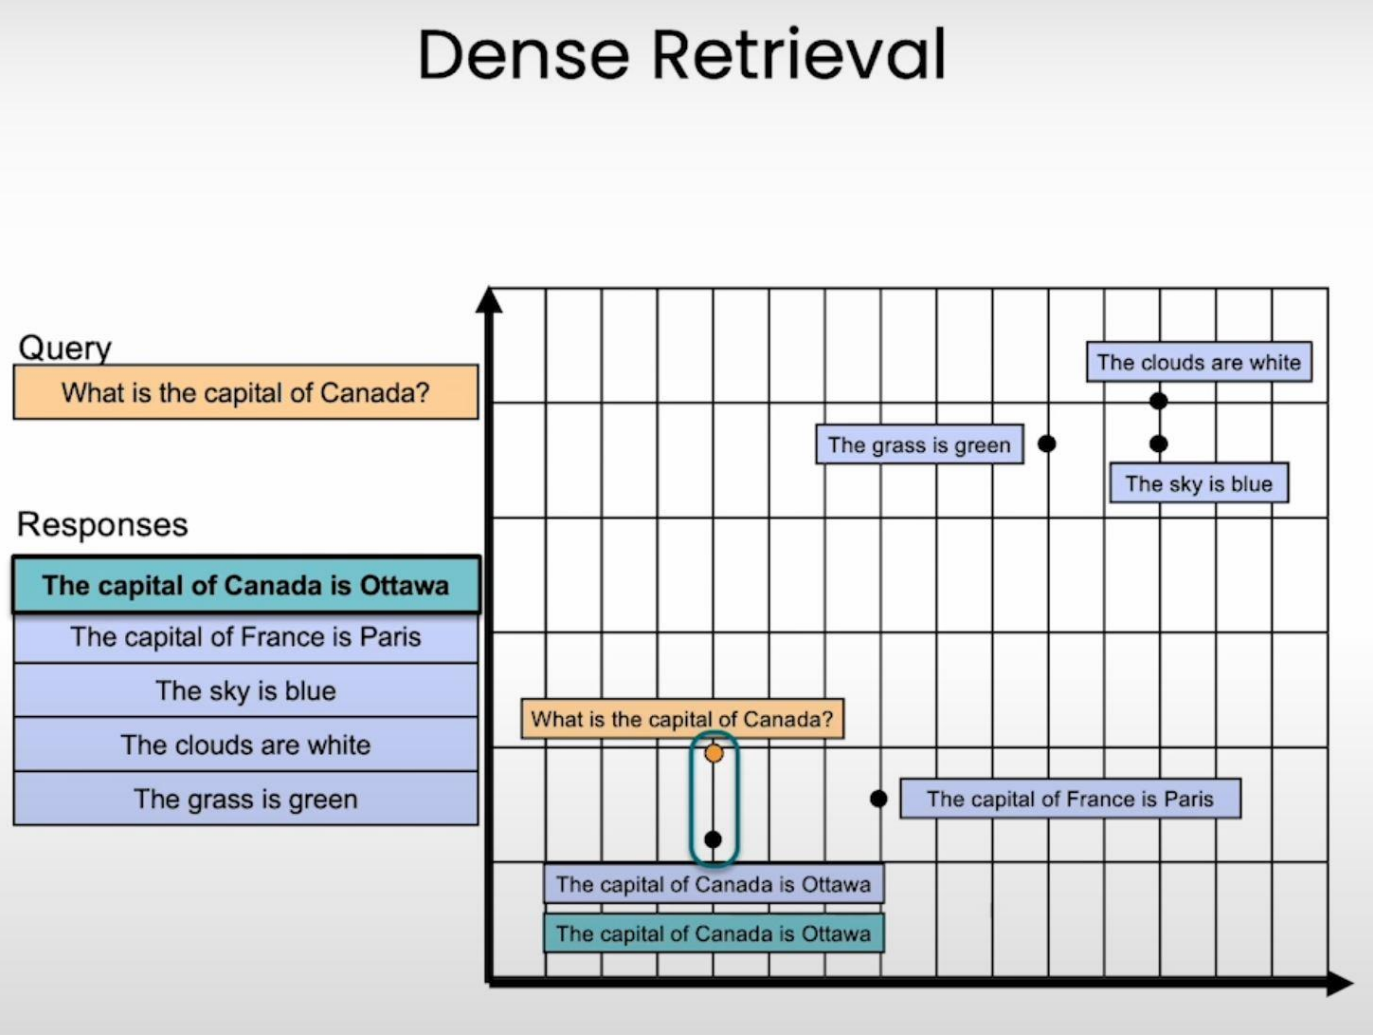 Dense Retrieval
Query
What is the capital of Canada?
Responses
The capital of Canada is Ottawa
The capital of France is Paris
The sky is blue
The clouds are white
The grass is green
The clouds are white
The grass is green
The sky is blue
What is the capital of Canada?
The capital of France is Paris
The capital of Canada is Ottawa
The capital of Canada is Ottawa